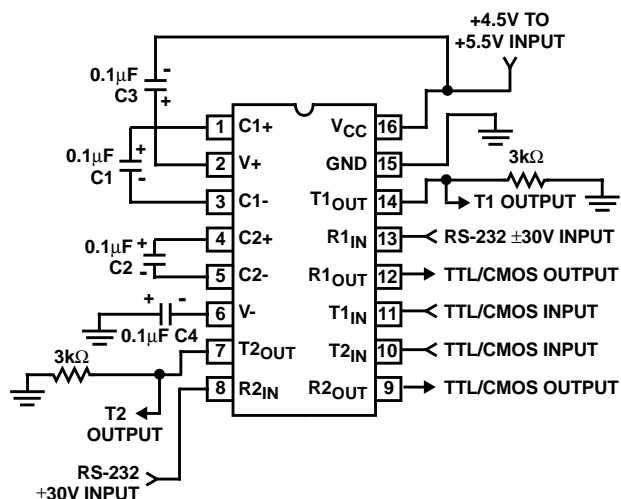 +4.5V TO
+5.5V INPUT
0.1μF
C3
-
+
0.1μF
C1
+
-
0.1μF
C2
+
-
+ -
0.1μF C4
3kΩ
T2
OUTPUT
RS-232
±30V INPUT
1 C1+
2 V+
3 C1-
4 C2+
5 C2-
6 V-
7 T2OUT
8 R2IN
VCC 16
GND 15
T1OUT 14
R1IN 13
R1OUT 12
T1IN 11
T2IN 10
R2OUT 9
3kΩ
T1 OUTPUT
RS-232 ±30V INPUT
TTL/CMOS OUTPUT
TTL/CMOS INPUT
TTL/CMOS INPUT
TTL/CMOS OUTPUT